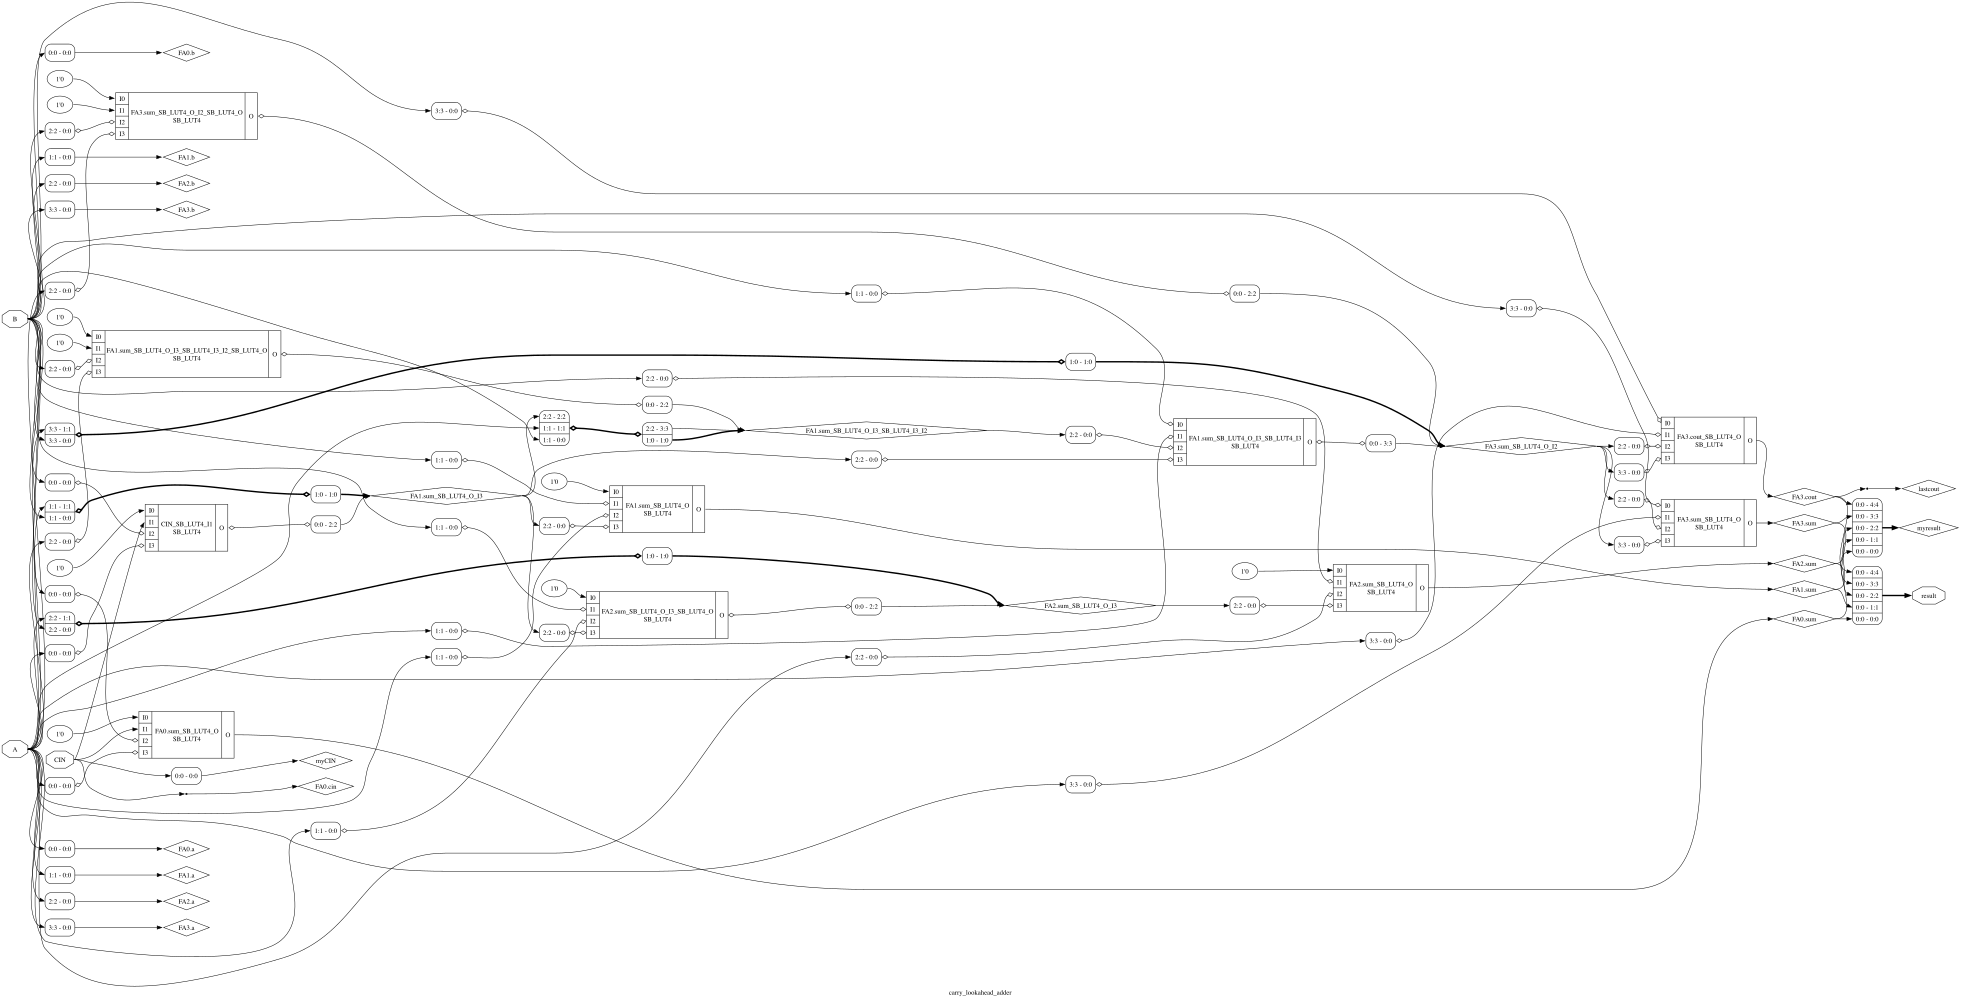 B
A
CIN
0:0 - 0:0
FA0.b
1'0
1'0
I0
I1
I2
I3
FA3.sum_SB_LUT4_O_I2_SB_LUT4_O
SB_LUT4
O
2:2 - 0:0
1:1 - 0:0
FA1.b
2:2 - 0:0
FA2.b
3:3 - 0:0
FA3.b
2:2 - 0:0
1'0
1'0
2:2 - 0:0
I0
I1
I2
I3
FA1.sum_SB_LUT4_O_I3_SB_LUT4_I3_I2_SB_LUT4_O
SB_LUT4
O
3:3 - 1:1
3:3 - 0:0
0:0 - 0:0
1:1 - 1:1
1:1 - 0:0
2:2 - 0:0
1'0
I0
I1
I2
I3
CIN_SB_LUT4_I1
SB_LUT4
O
0:0 - 0:0
2:2 - 1:1
2:2 - 0:0
0:0 - 0:0
1'0
I0
I1
I2
I3
FA0.sum_SB_LUT4_O
SB_LUT4
O
0:0 - 0:0
0:0 - 0:0
myCIN
FA0.cin
0:0 - 0:0
FA0.a
1:1 - 0:0
FA1.a
2:2 - 0:0
FA2.a
3:3 - 0:0
FA3.a
1:0 - 1:0
0:0 - 2:2
1:1 - 0:0
FA1.sum_SB_LUT4_O_I3
3:3 - 0:0
1:1 - 0:0
1:1 - 0:0
1:1 - 0:0
1:1 - 0:0
2:2 - 2:2
1:1 - 1:1
1:1 - 0:0
2:2 - 0:0
2:2 - 0:0
1'0
1'0
I0
I1
I2
I3
FA1.sum_SB_LUT4_O
SB_LUT4
O
I0
I1
I2
I3
FA2.sum_SB_LUT4_O_I3_SB_LUT4_O
SB_LUT4
O
2:2 - 0:0
0:0 - 2:2
2:2 - 3:3
1:0 - 1:0
1:0 - 1:0
FA1.sum_SB_LUT4_O_I3_SB_LUT4_I3_I2
1:1 - 0:0
2:2 - 0:0
0:0 - 2:2
2:2 - 0:0
1:0 - 1:0
2:2 - 0:0
FA2.sum_SB_LUT4_O_I3
3:3 - 0:0
I0
I1
I2
I3
FA1.sum_SB_LUT4_O_I3_SB_LUT4_I3
SB_LUT4
O
0:0 - 2:2
1'0
2:2 - 0:0
I0
I1
I2
I3
FA2.sum_SB_LUT4_O
SB_LUT4
O
0:0 - 3:3
3:3 - 0:0
FA3.sum_SB_LUT4_O_I2
3:3 - 0:0
2:2 - 0:0
3:3 - 0:0
2:2 - 0:0
3:3 - 0:0
I0
I1
I2
I3
FA3.cout_SB_LUT4_O
SB_LUT4
O
I0
I1
I2
I3
FA3.sum_SB_LUT4_O
SB_LUT4
O
FA3.cout
FA3.sum
FA2.sum
FA1.sum
FA0.sum
0:0 - 4:4
0:0 - 3:3
0:0 - 2:2
0:0 - 1:1
0:0 - 0:0
0:0 - 4:4
0:0 - 3:3
0:0 - 2:2
0:0 - 1:1
0:0 - 0:0
lastcout
myresult
result
carry_lookahead_adder